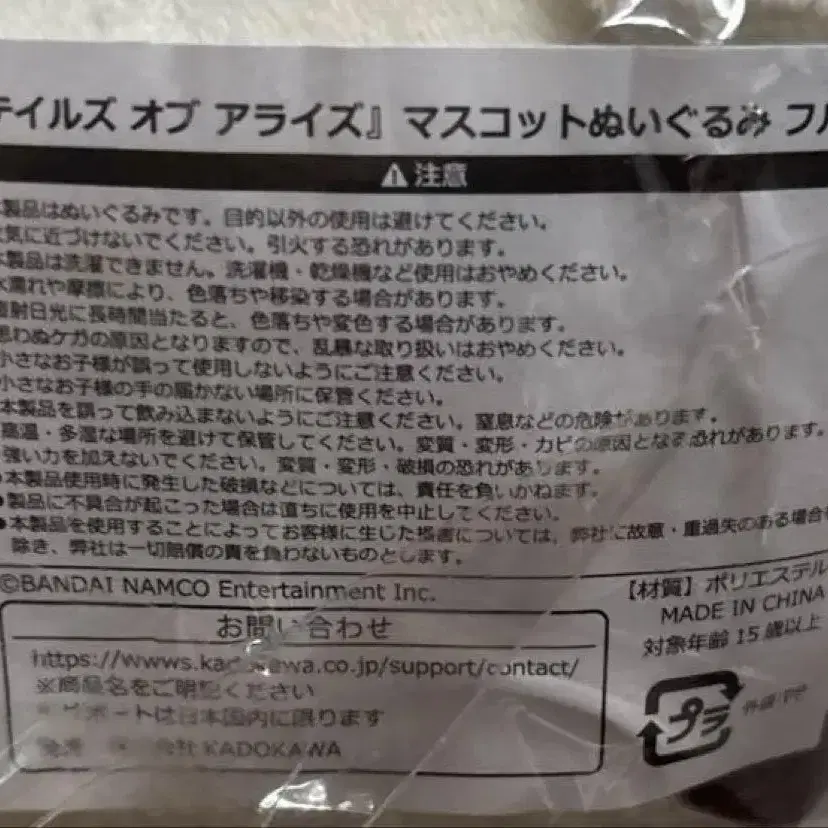 テイルズ オブ アライズ』 マスコットぬいぐるみ フル
⚠注意
製品はぬいぐるみです。目的以外の使用は避けてください。
火気に近づけないでください。引火する恐れがあります。
本製品は洗濯できません。洗濯機・乾燥機など使用はおやめください。
水濡れや摩擦により、色落ちや移染する場合があります。
直射日光に長時間当たると、色落ちや変色する場合があります。
思わぬケガの原因となりますので、乱暴な取り扱いはおやめください。
小さなお子様が誤って使用しないようにご注意ください。
小さなお子様の手の届かない場所に保管ください。
本製品を誤って飲み込まないようにご注意ください。窒息などの危険があります。
高温・多湿な場所を避けて保管してください。変質・変形・カビの原因となる恐れがあります。
強い力を加えないでください。変質・変形・破損の恐れがあります。
●本製品使用時に発生した破損などについては、責任を負いかねます。
●製品に不具合が起こった場合は直ちに使用を中止してください。
●本製品を使用することによってお客様に生じた損害については、弊社に故意・重過失のある場合を
除き、弊社は一切賠償の責を負わないものとします。
©BANDAI NAMCO Entertainment Inc.
【材質】ポリエステル
MADE IN CHINA
対象年齢 15 歳以上
お問い合わせ
https://wwws.kadokawa.co.jp/support/contact/
※商品名をご明記ください
サポートは日本国内に限ります
会社 KADOKAWA
プラ